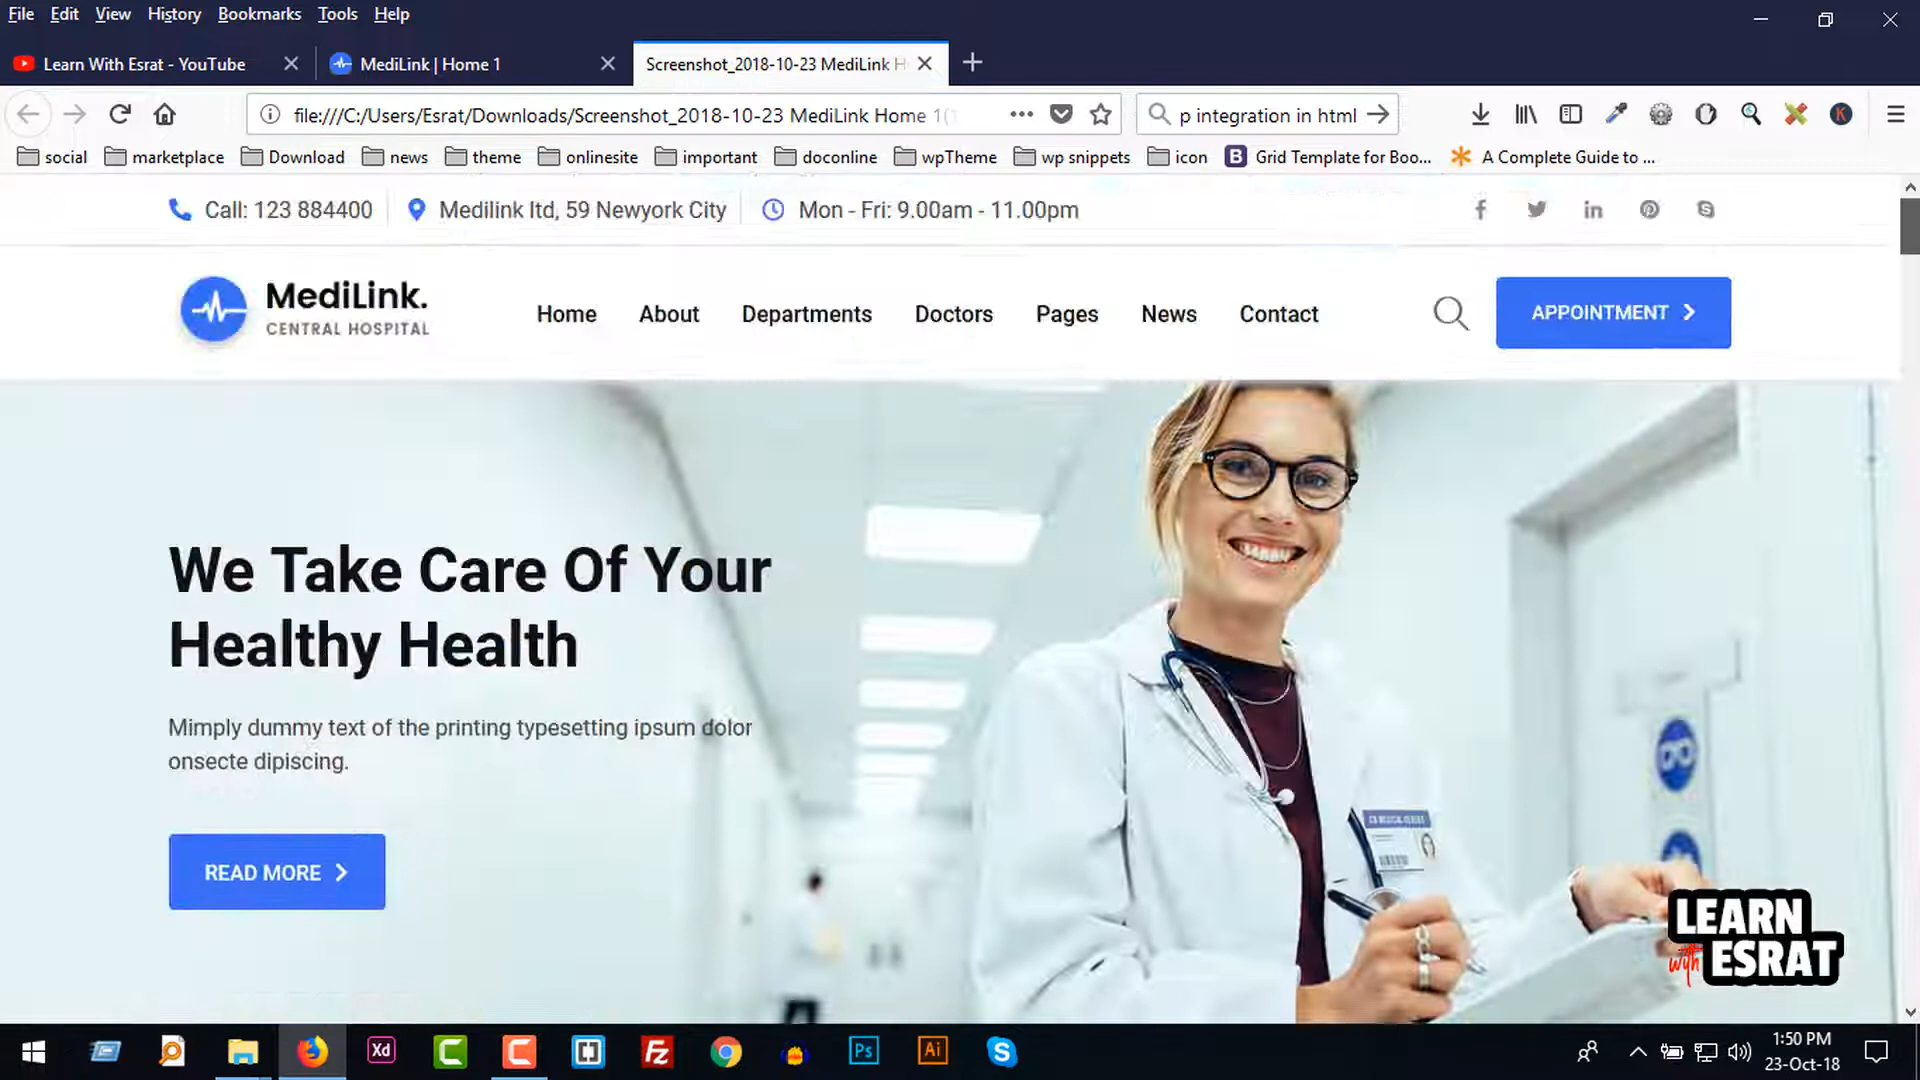 File Edit View History Bookmarks Tools Help
Learn With Esrat - YouTube
MediLink | Home 1
Screenshot_2018-10-23 MediLink H
file:///C:/Users/Esrat/Downloads/Screenshot_2018-10-23 MediLink Home 1(
p integration in html
social marketplace Download news theme onlinesite important doconline wpTheme wp snippets icon B Grid Template for Boo... A Complete Guide to ...
Call: 123 884400
Medilink ltd, 59 Newyork City
Mon - Fri: 9.00am - 11.00pm
MediLink.
CENTRAL HOSPITAL
Home About Departments Doctors Pages News Contact
APPOINTMENT
We Take Care Of Your
Healthy Health
Mimply dummy text of the printing typesetting ipsum dolor
onsecte dipiscing.
READ MORE
LEARN
with ESRAT
Xd
Fz
Ps
Ai
1:50 PM
23-Oct-18